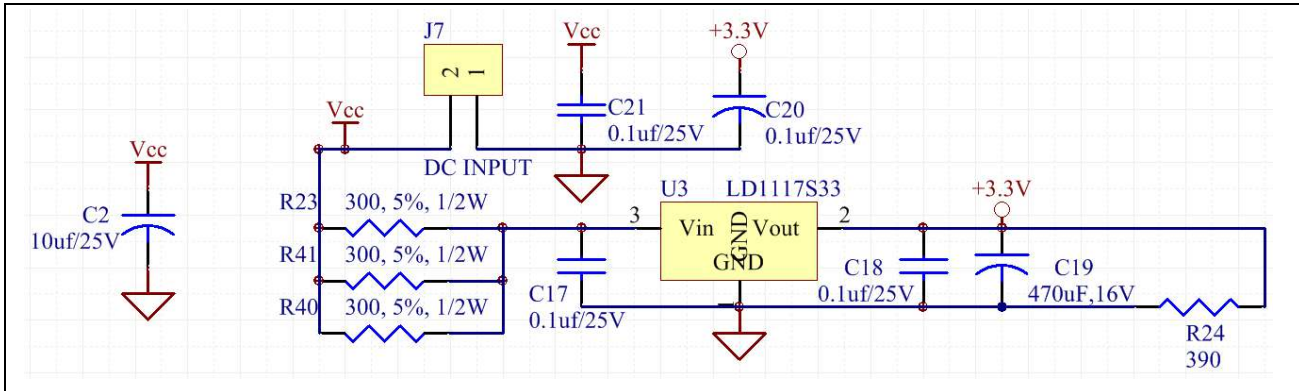 J7
2
1
Vcc
+3.3V
C21
0.1uf/25V
C20
0.1uf/25V
Vcc
DC INPUT
Vcc
C2
10uf/25V
R23
300, 5%, 1/2W
R41
300, 5%, 1/2W
R40
300, 5%, 1/2W
C17
0.1uf/25V
U3
LD1117S33
3
Vin
GND
Vout
GND
2
1
+3.3V
C18
0.1uf/25V
C19
470uF,16V
R24
390